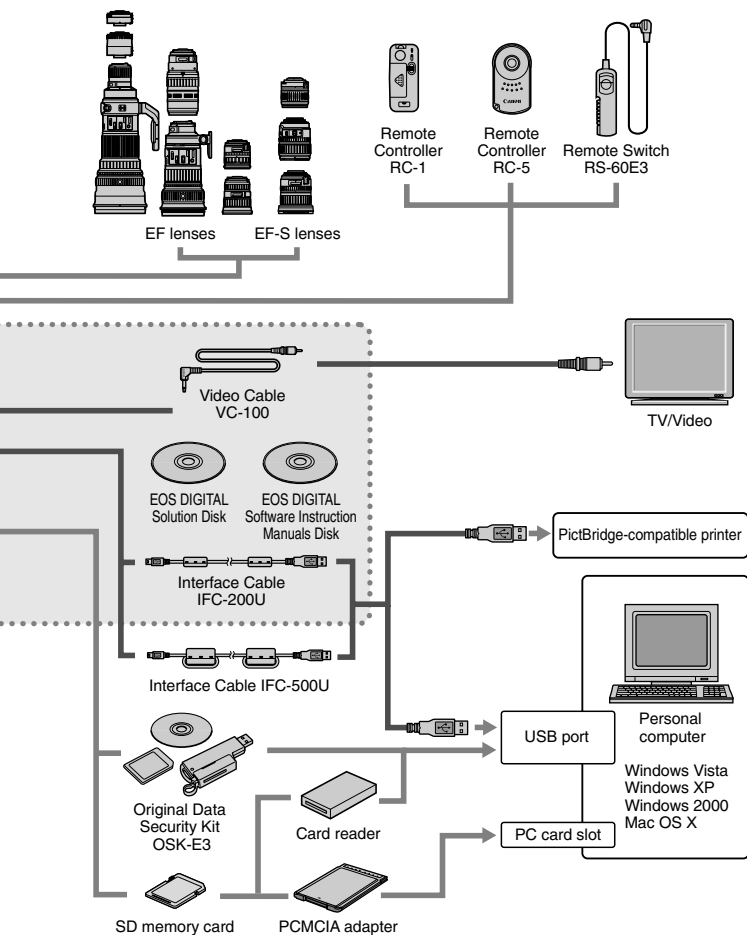 Canon
Remote
Controller
RC-1
Remote
Controller
RC-5
Remote Switch
RS-60E3
EF lenses
EF-S lenses
Video Cable
VC-100
TV/Video
EOS DIGITAL
Solution Disk
EOS DIGITAL
Software Instruction
Manuals Disk
PictBridge-compatible printer
Interface Cable
IFC-200U
Interface Cable IFC-500U
USB port
Personal
computer
Windows Vista
Windows XP
Windows 2000
Mac OS X
Original Data
Security Kit
OSK-E3
Card reader
PC card slot
SD memory card
PCMCIA adapter